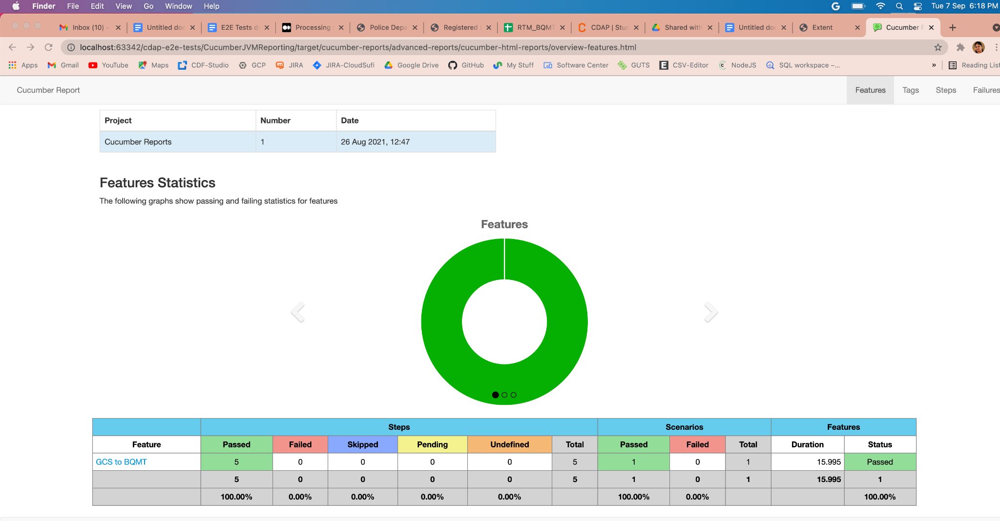 Finder File Edit View Go Window Help Tue 7 Sep 6:18 PM
Inbox (10) - Untitled doc E2E Tests d Processing Police Depa Registered RTM_BQMT CDAP | Stud Shared with Untitled doc Extent Cucumber R
localhost:63342/cdap-e2e-tests/CucumberJVMReporting/target/cucumber-reports/advanced-reports/cucumber-html-reports/overview-features.html
Apps Gmail YouTube Maps CDF-Studio GCP JIRA JIRA-CloudSufi Google Drive GitHub My Stuff Software Center GUTS CSV-Editor NodeJS SQL workspace –... » Reading List
Cucumber Report Features Tags Steps Failures
Project Number Date
Cucumber Reports 1 26 Aug 2021, 12:47
Features Statistics
The following graphs show passing and failing statistics for features
Features
Steps Scenarios Features
Feature Passed Failed Skipped Pending Undefined Total Passed Failed Total Duration Status
GCS to BQMT 5 0 0 0 0 5 1 0 1 15.995 Passed
5 0 0 0 0 5 1 0 1 15.995 1
100.00% 0.00% 0.00% 0.00% 0.00% 100.00% 0.00% 100.00%